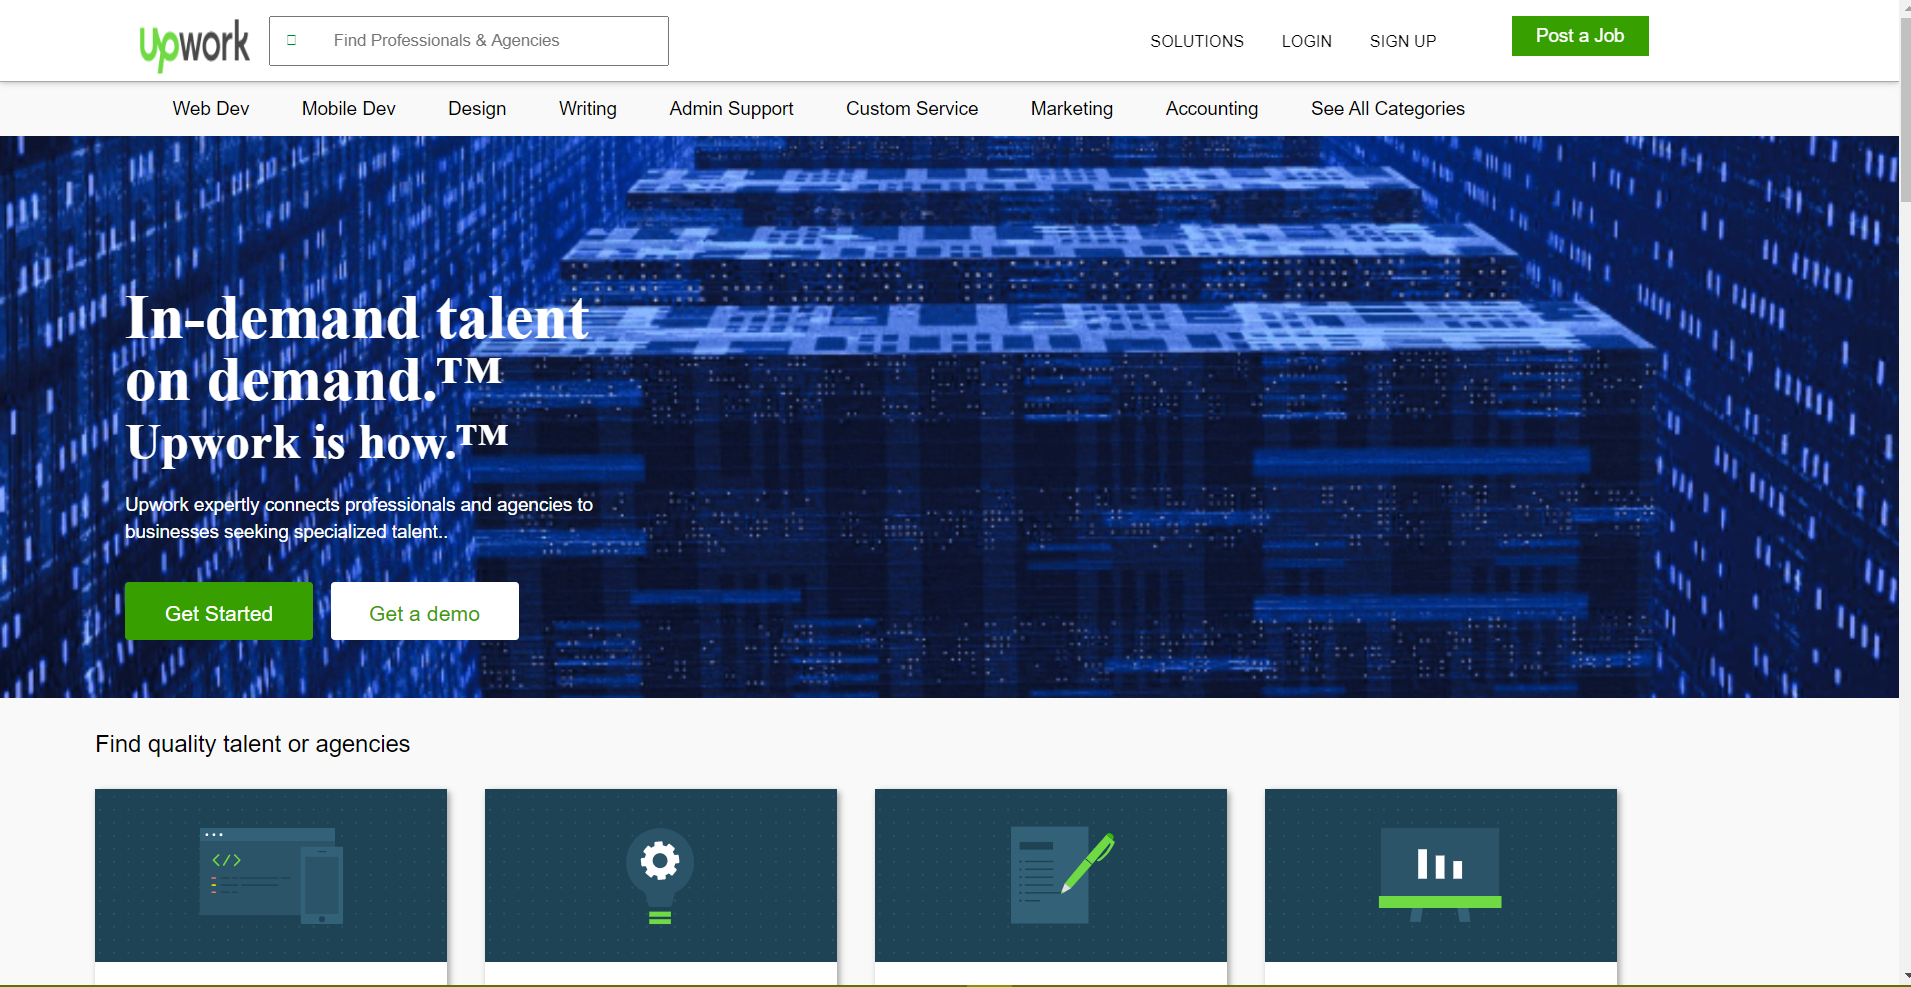 Upwork
Find Professionals & Agencies
SOLUTIONS LOGIN SIGN UP
Post a Job
Web Dev Mobile Dev Design Writing Admin Support Custom Service Marketing Accounting See All Categories
In-demand talent
on demand.™
Upwork is how.™
Upwork expertly connects professionals and agencies to
businesses seeking specialized talent..
Get Started Get a demo
Find quality talent or agencies
</>